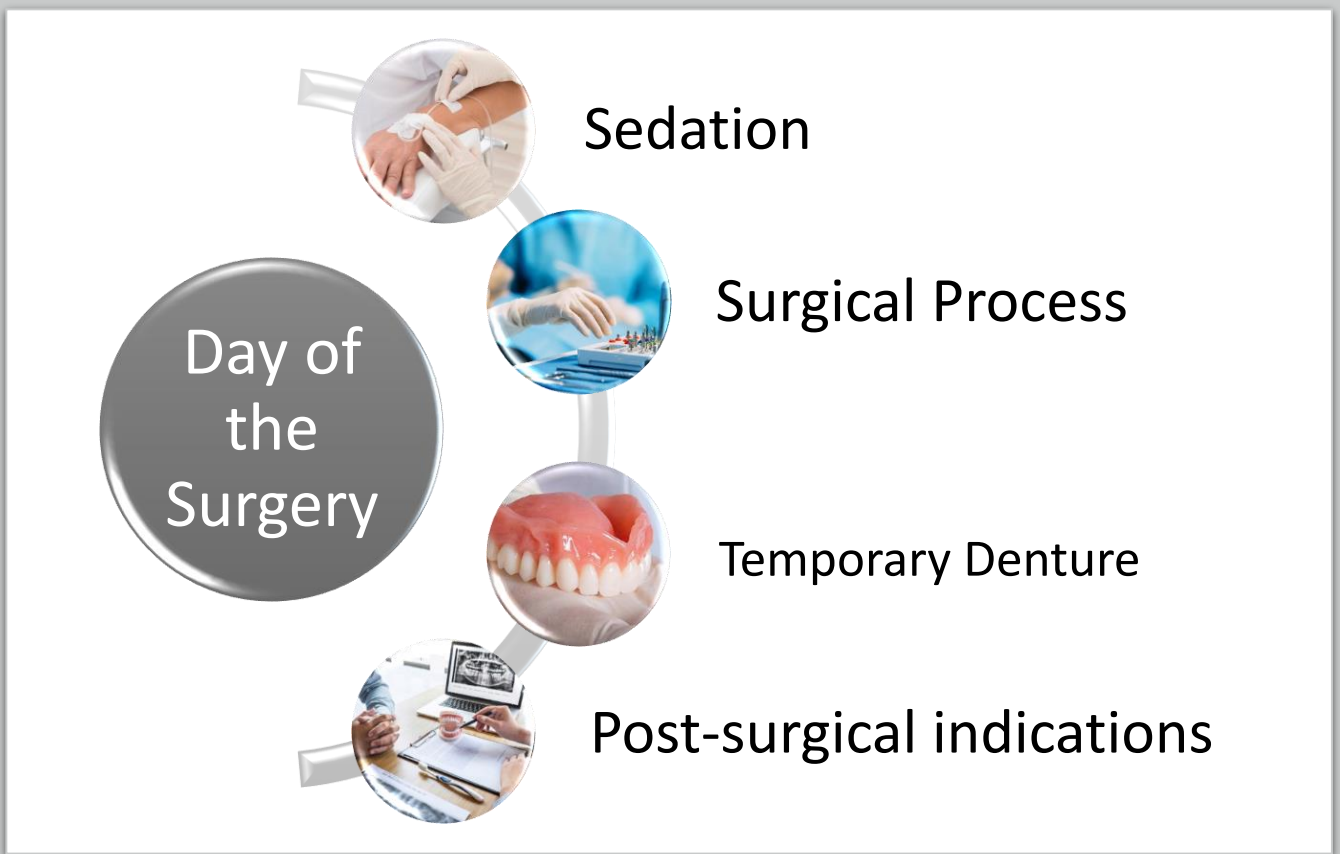 Day of
the
Surgery
Sedation
Surgical Process
Temporary Denture
Post-surgical indications